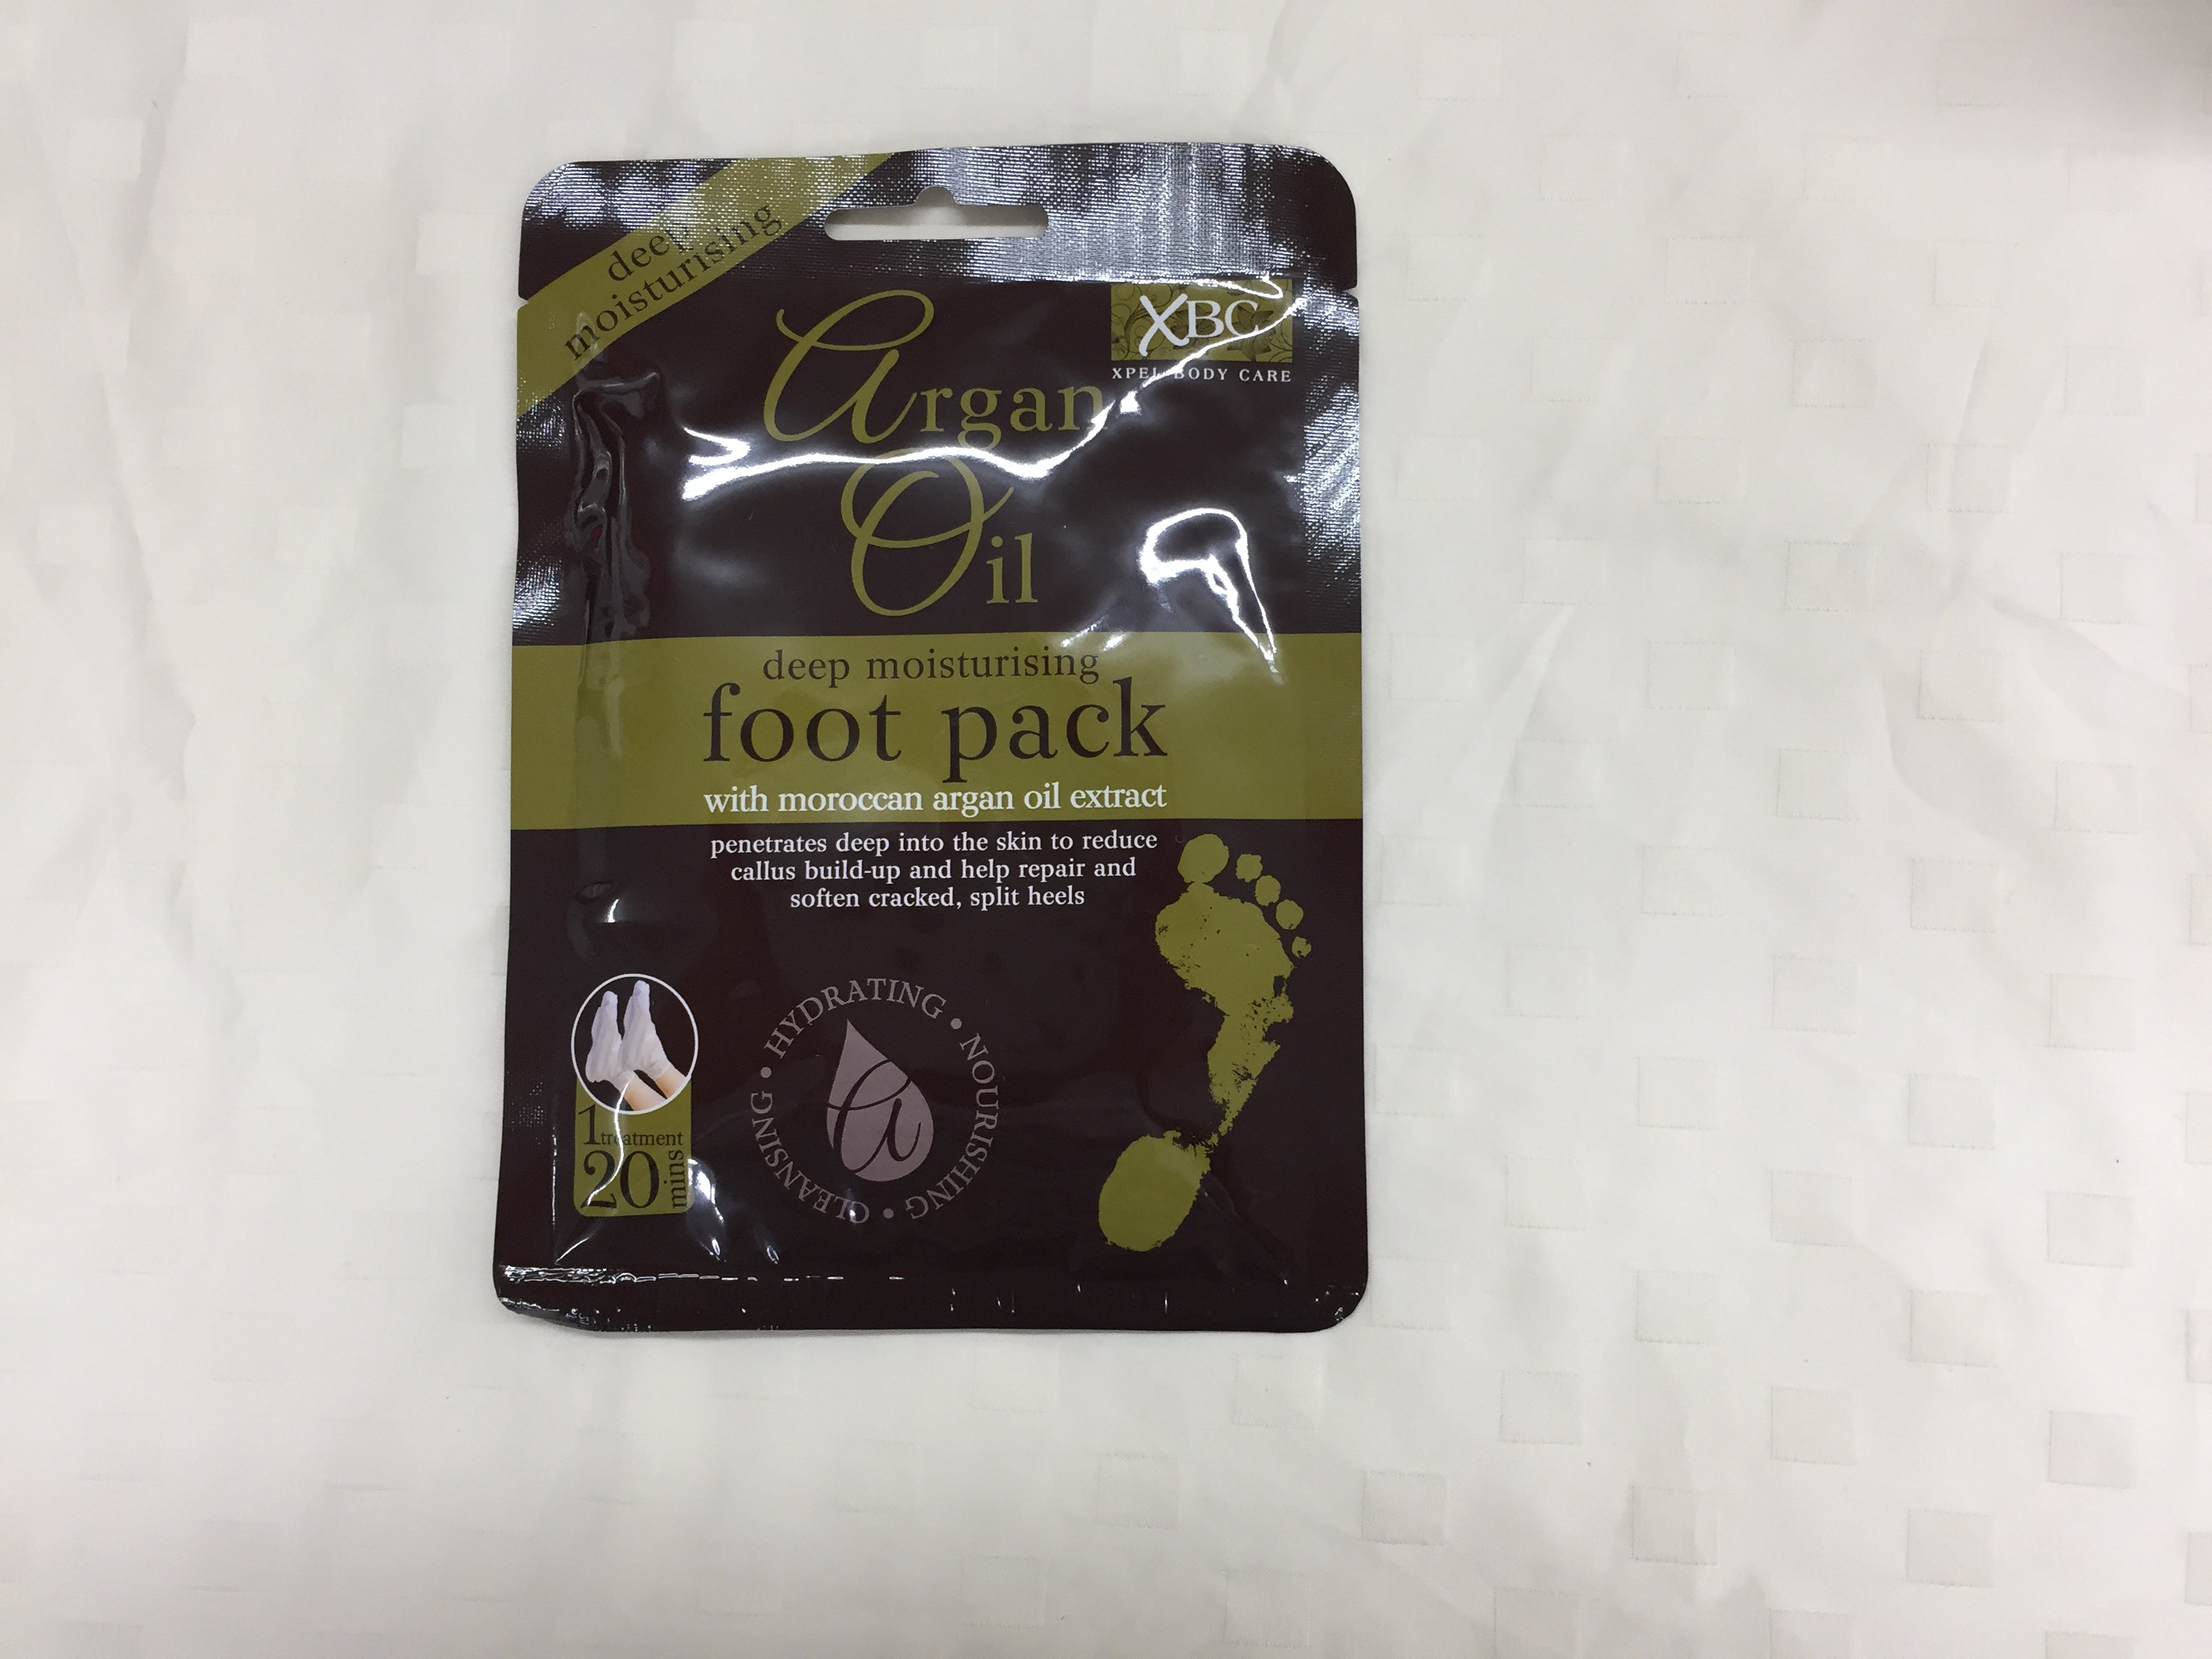 deep
moisturising
XBC
XPEL BODY CARE
Argan
Oil
deep moisturising
foot pack
with moroccan argan oil extract
penetrates deep into the skin to reduce
callus build-up and help repair and
soften cracked, split heels
HYDRATING • NOURISHING • CLEANSING •
a
1 treatment
20 mins